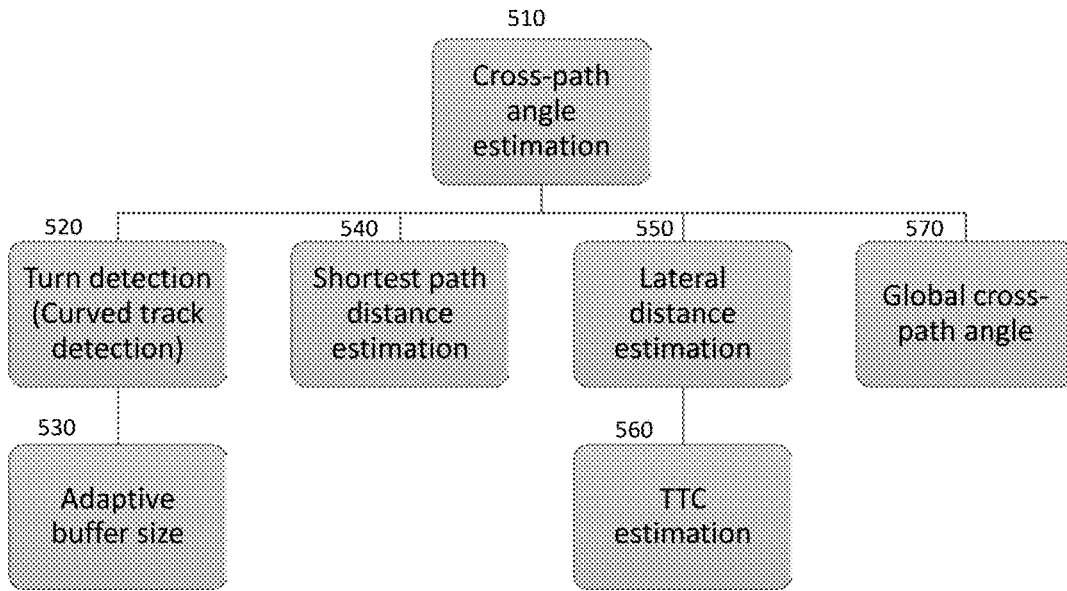 510
Cross-path
angle
estimation
520
Turn detection
(Curved track
detection)
540
Shortest path
distance
estimation
550
Lateral
distance
estimation
570
Global cross-
path angle
530
Adaptive
buffer size
560
TTC
estimation